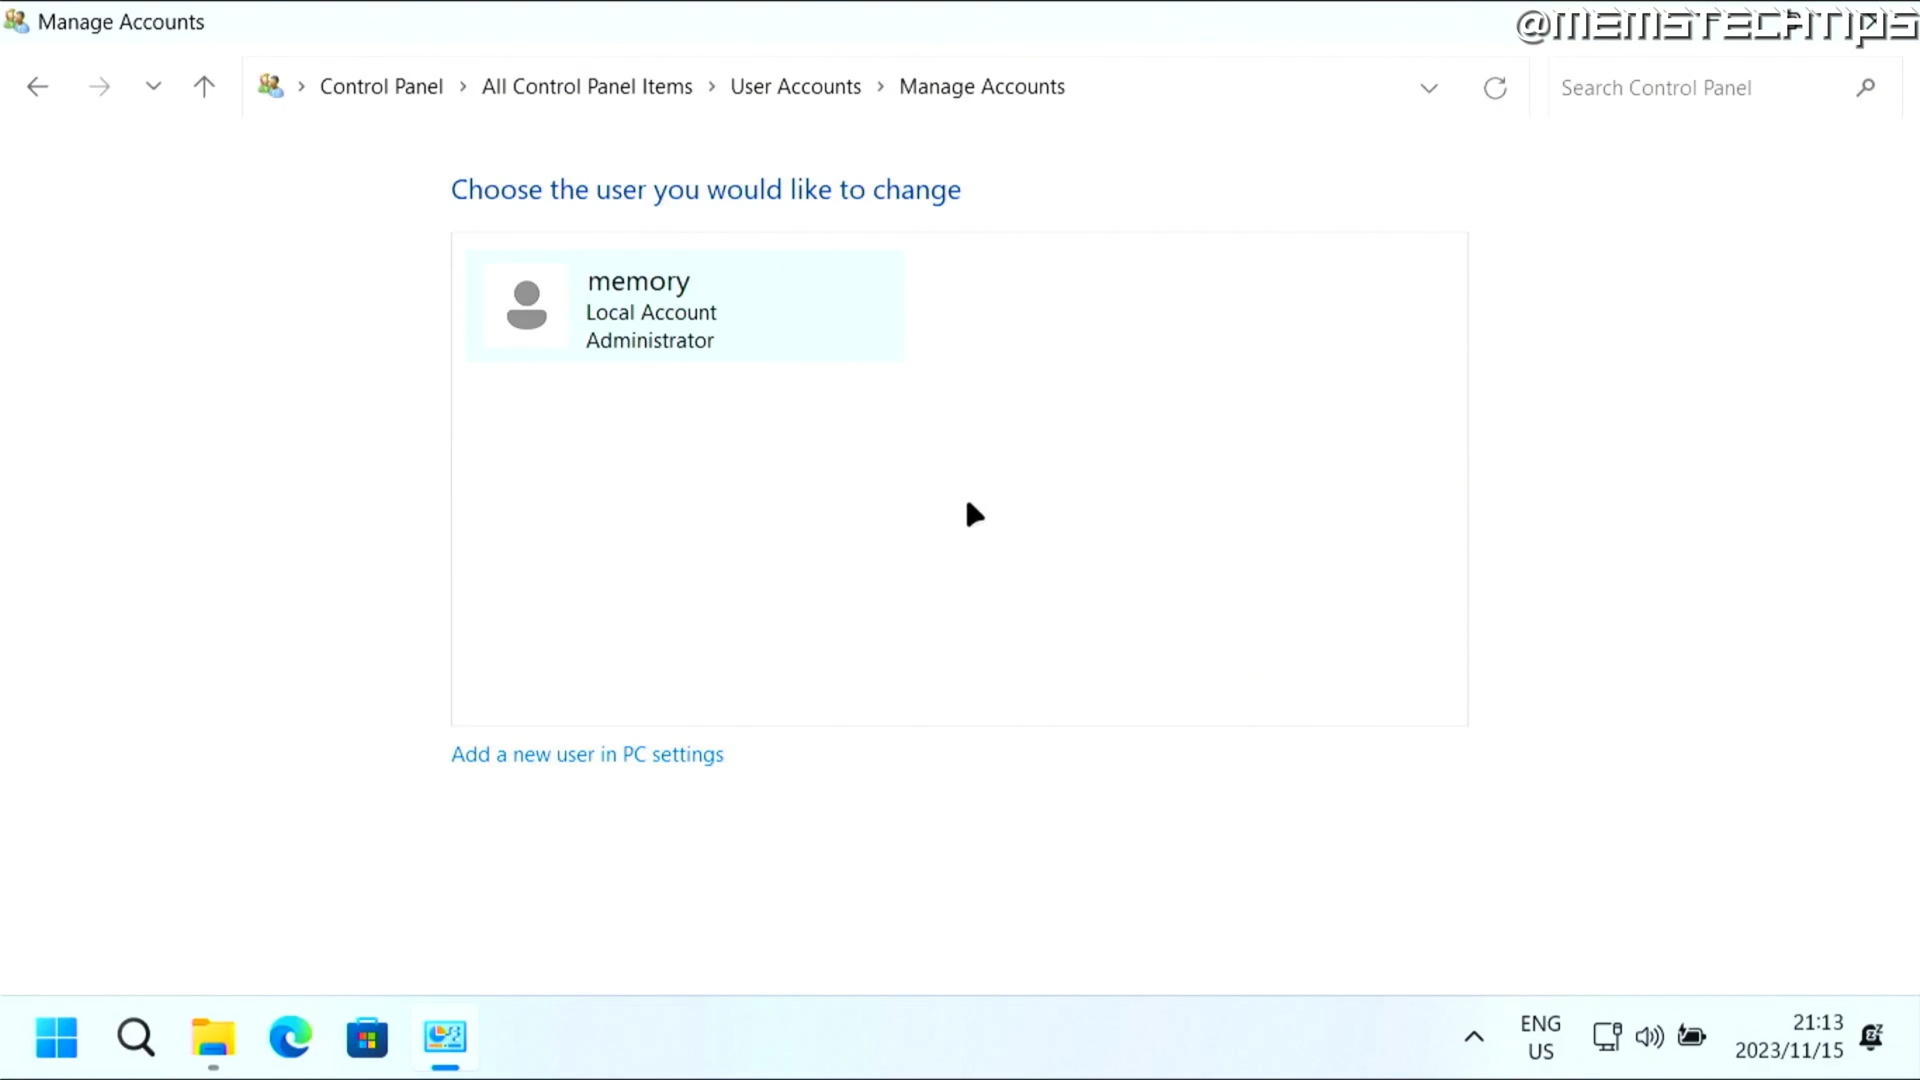 Manage Accounts
@MEMSTECHTIPS
Control Panel > All Control Panel Items > User Accounts > Manage Accounts
Search Control Panel
Choose the user you would like to change
memory
Local Account
Administrator
Add a new user in PC settings
ENG
US
21:13
2023/11/15